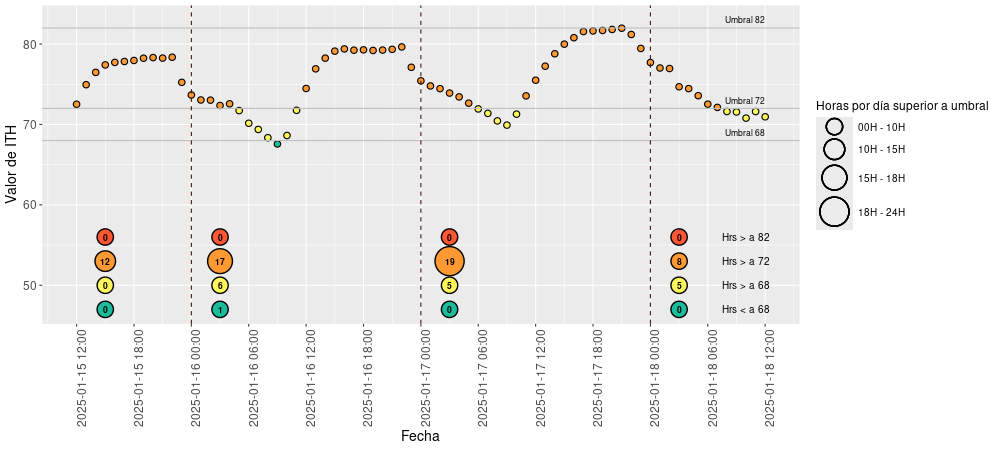 Umbral 82
80
Umbral 72
70
Umbral 68
60
50
Valor de ITH
0 0 0 0 Hrs > a 82
12 17 19 8 Hrs > a 72
0 6 5 5 Hrs > a 68
0 1 0 0 Hrs < a 68
2025-01-15 12:00
2025-01-15 18:00
2025-01-16 00:00
2025-01-16 06:00
2025-01-16 12:00
2025-01-16 18:00
2025-01-17 00:00
2025-01-17 06:00
2025-01-17 12:00
2025-01-17 18:00
2025-01-18 00:00
2025-01-18 06:00
2025-01-18 12:00
Fecha
Horas por día superior a umbral
00H - 10H
10H - 15H
15H - 18H
18H - 24H